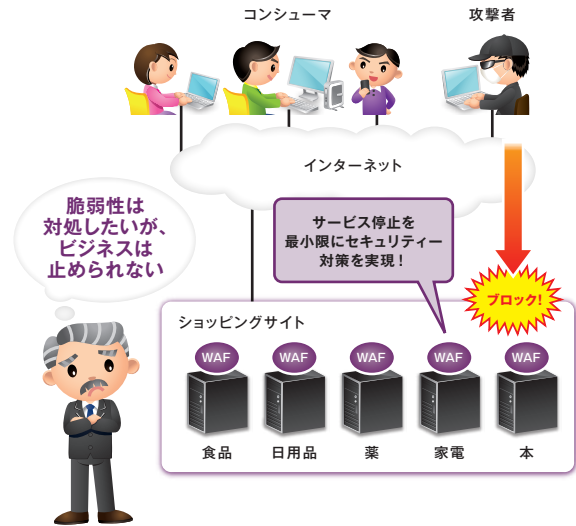 コンシューマ
攻撃者
インターネット
脆弱性は
対処したいが、
ビジネスは
止められない
サービス停止を
最小限にセキュリティー
対策を実現！
ブロック!
ショッピングサイト
WAF
WAF
WAF
WAF
WAF
食品
日用品
薬
家電
本